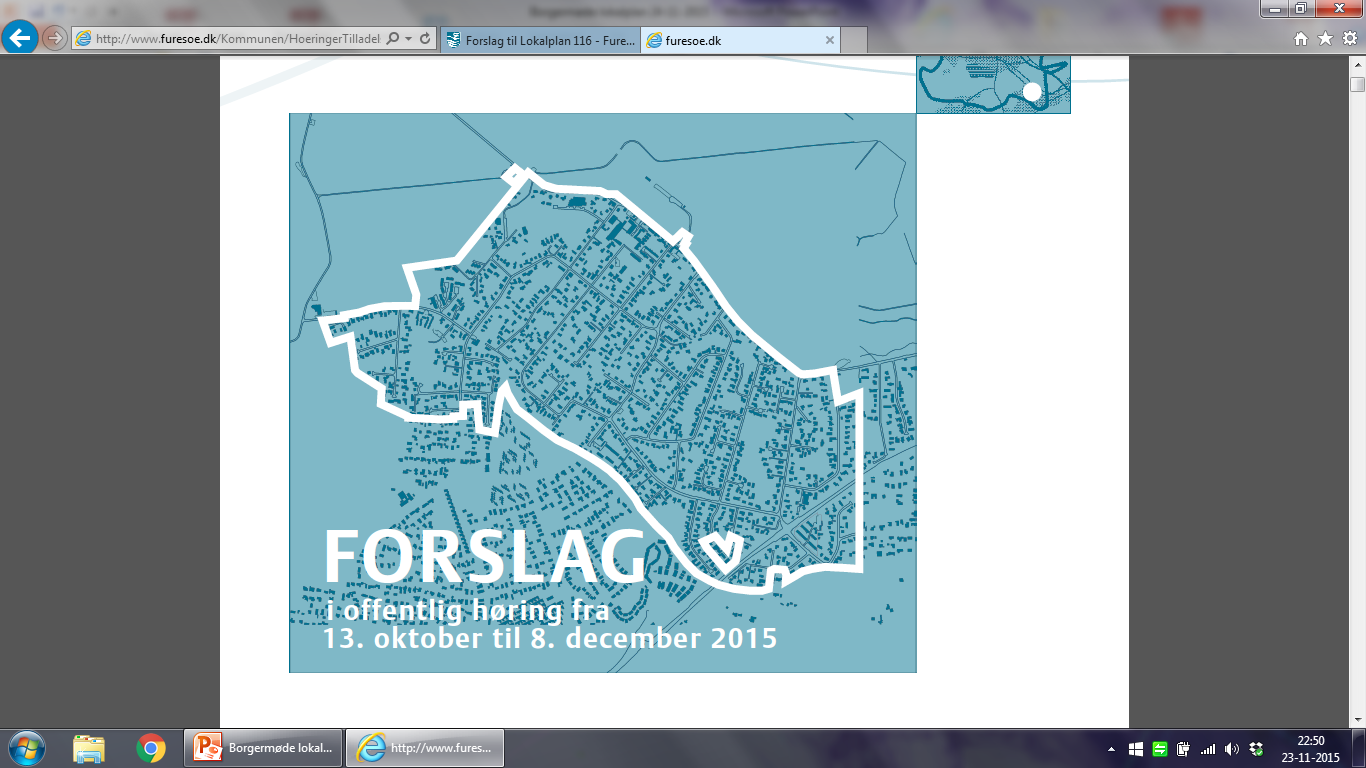 http://www.furesoe.dk/Kommunen/HoeringerTilladel
Forslag til Lokalplan 116 - Fure...
furesoe.dk
FORSLAG
i offentlig høring fra
13. oktober til 8. december 2015
Borgermøde lokal...
http://www.fures...
22:50
23-11-2015